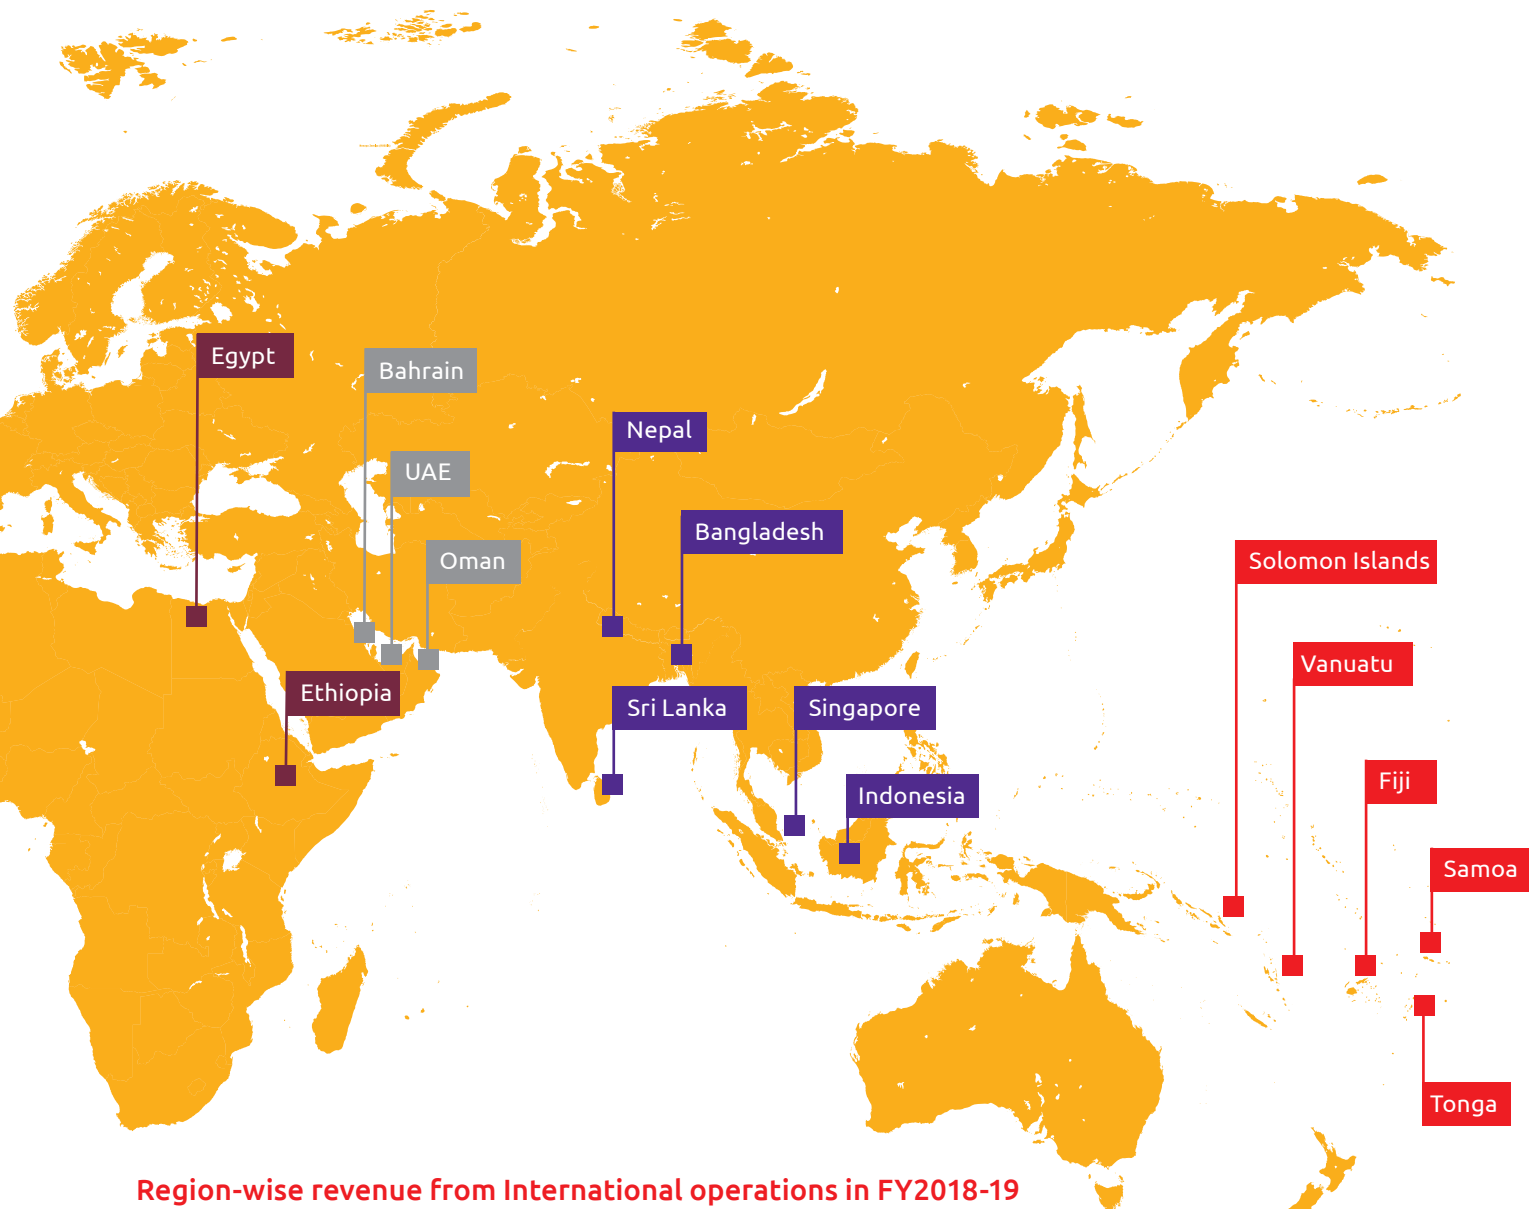 Egypt
Bahrain
Nepal
UAE
Bangladesh
Oman
Solomon Islands
Vanuatu
Ethiopia
Sri Lanka
Singapore
Fiji
Indonesia
Samoa
Tonga
Region-wise revenue from International operations in FY2018-19